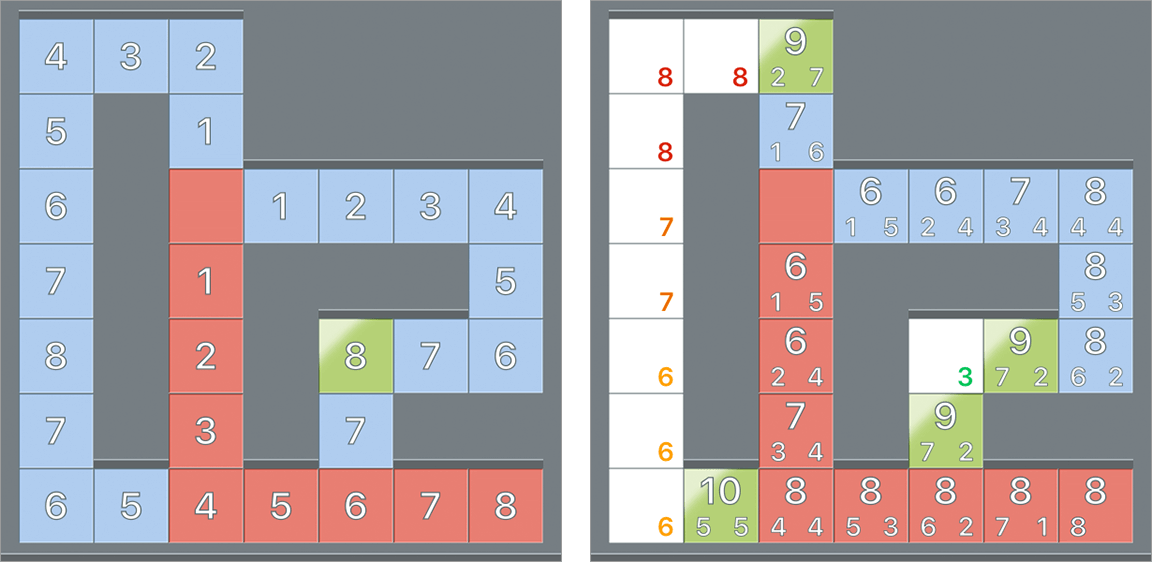 4 3 2
5 1
6 1 2 3 4
7 1 5
8 2 8 7 6
7 3 7
6 5 4 5 6 7 8
8 8 9
2 7
7
8 1 6
6 6 7 8
7 1 5 2 4 3 4 4 4
6 8
7 1 5 5 3
6 9 8
6 2 4 3 7 2 6 2
7 9
6 3 4 7 2
10 8 8 8 8 8
6 5 5 4 4 5 3 6 2 7 1 8